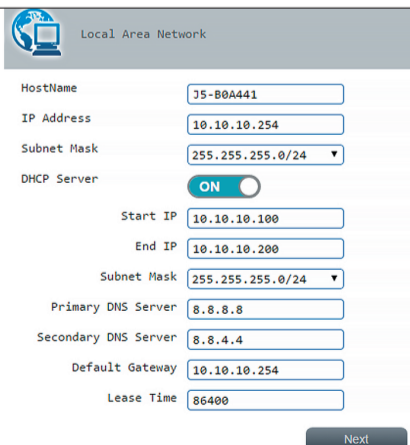 Local Area Network
HostName J5-B0A441
IP Address 10.10.10.254
Subnet Mask 255.255.255.0/24
DHCP Server ON
Start IP 10.10.10.100
End IP 10.10.10.200
Subnet Mask 255.255.255.0/24
Primary DNS Server 8.8.8.8
Secondary DNS Server 8.8.4.4
Default Gateway 10.10.10.254
Lease Time 86400
Next